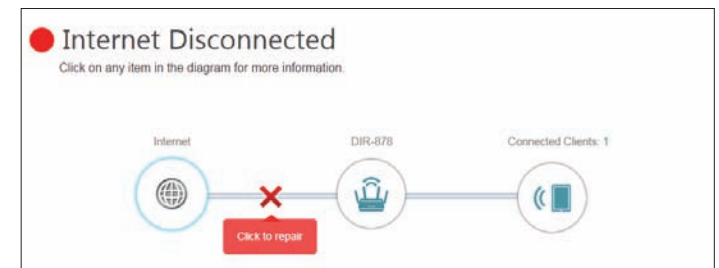 Internet Disconnected
Click on any item in the diagram for more information.
Internet
DIR-878
Connected Clients: 1
Click to repair